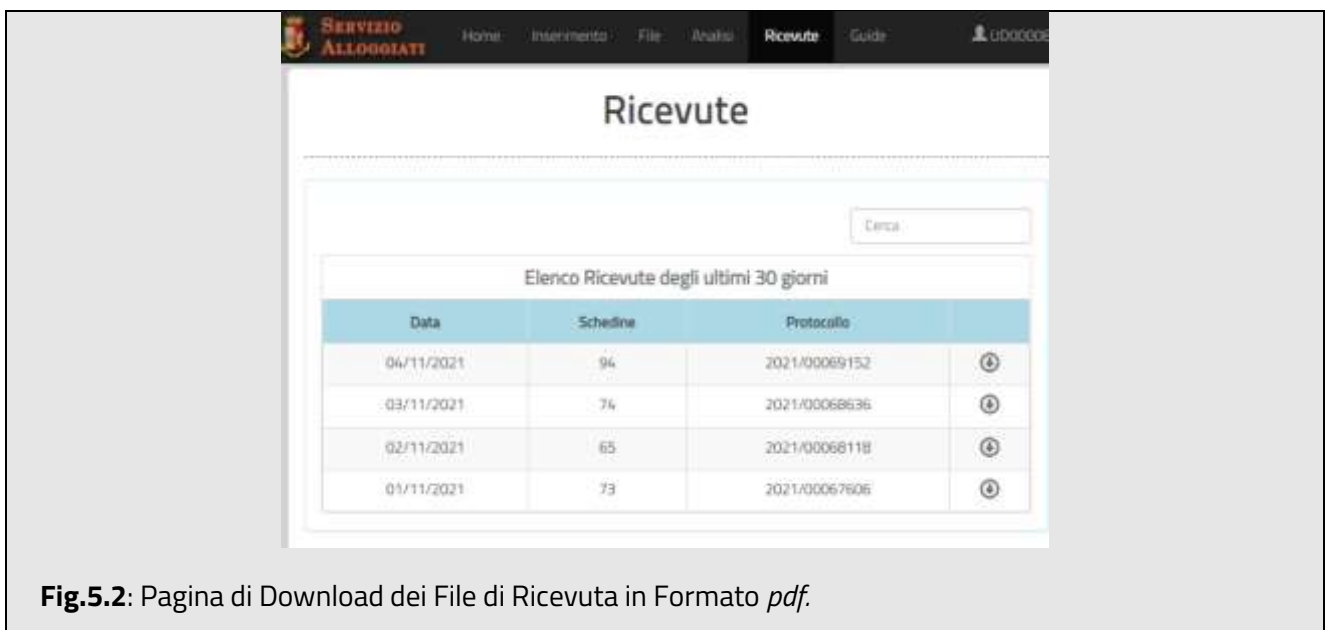 SERVIZIO
ALLOGGIATI
Home Inserimento File Analisi Ricevute Guide
Ricevute
Cerca
Elenco Ricevute degli ultimi 30 giorni
Data Schedine Protocollo
04/11/2021 94 2021/00069152
03/11/2021 74 2021/00068636
02/11/2021 65 2021/00068118
01/11/2021 73 2021/00067606
Fig.5.2: Pagina di Download dei File di Ricevuta in Formato pdf.